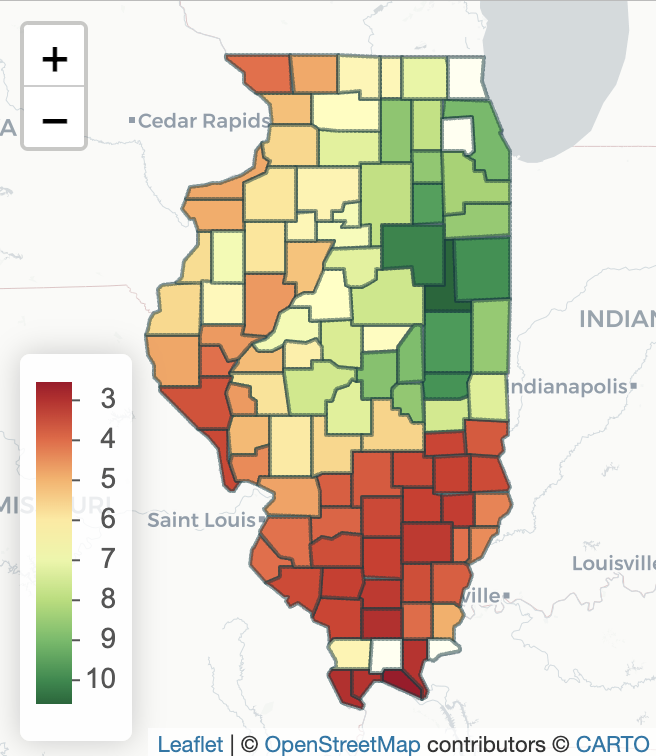 +
−
Cedar Rapids
A
INDIAN
3
4
5
6
7
8
9
10
ndianapolis
MISSOURI
Saint Louis
Louisville
ville
Leaflet | © OpenStreetMap contributors © CARTO